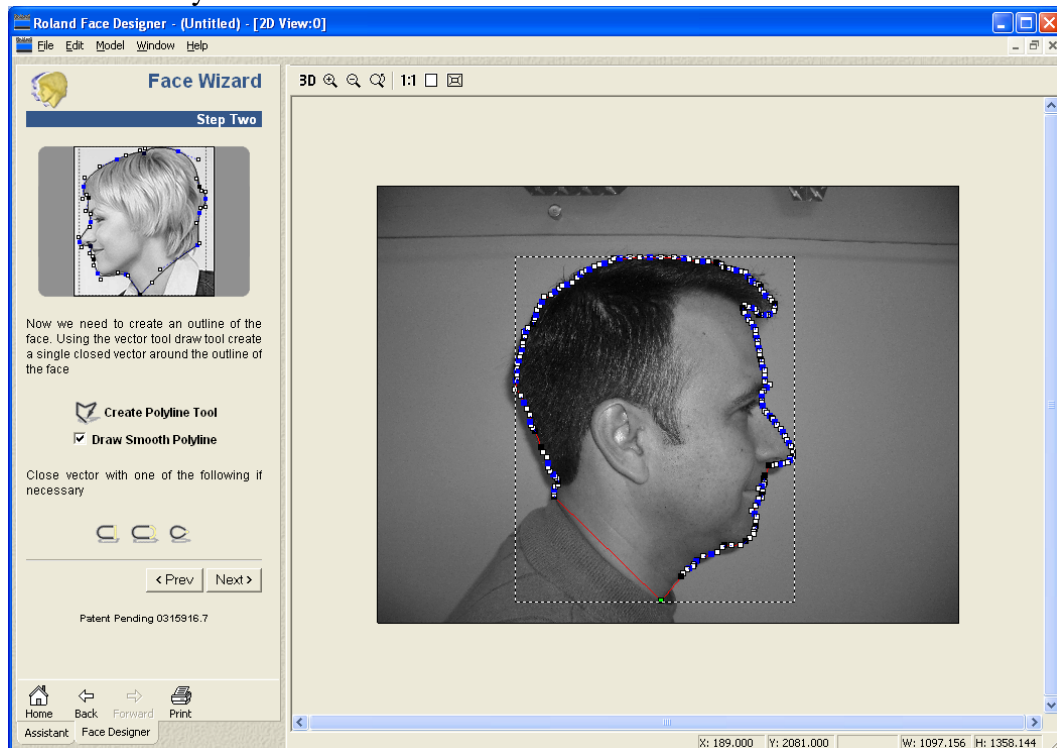 Roland Face Designer - (Untitled) - [2D View:0]
File Edit Model Window Help
Face Wizard
Step Two
Now we need to create an outline of the
face. Using the vector tool draw tool create
a single closed vector around the outline of
the face
Create Polyline Tool
Draw Smooth Polyline
Close vector with one of the following if
necessary
< Prev Next >
Patent Pending 0315916.7
Home Back Forward Print
Assistant Face Designer
3D 1:1
X: 189.000 Y: 2081.000 W: 1097.156 H: 1358.144